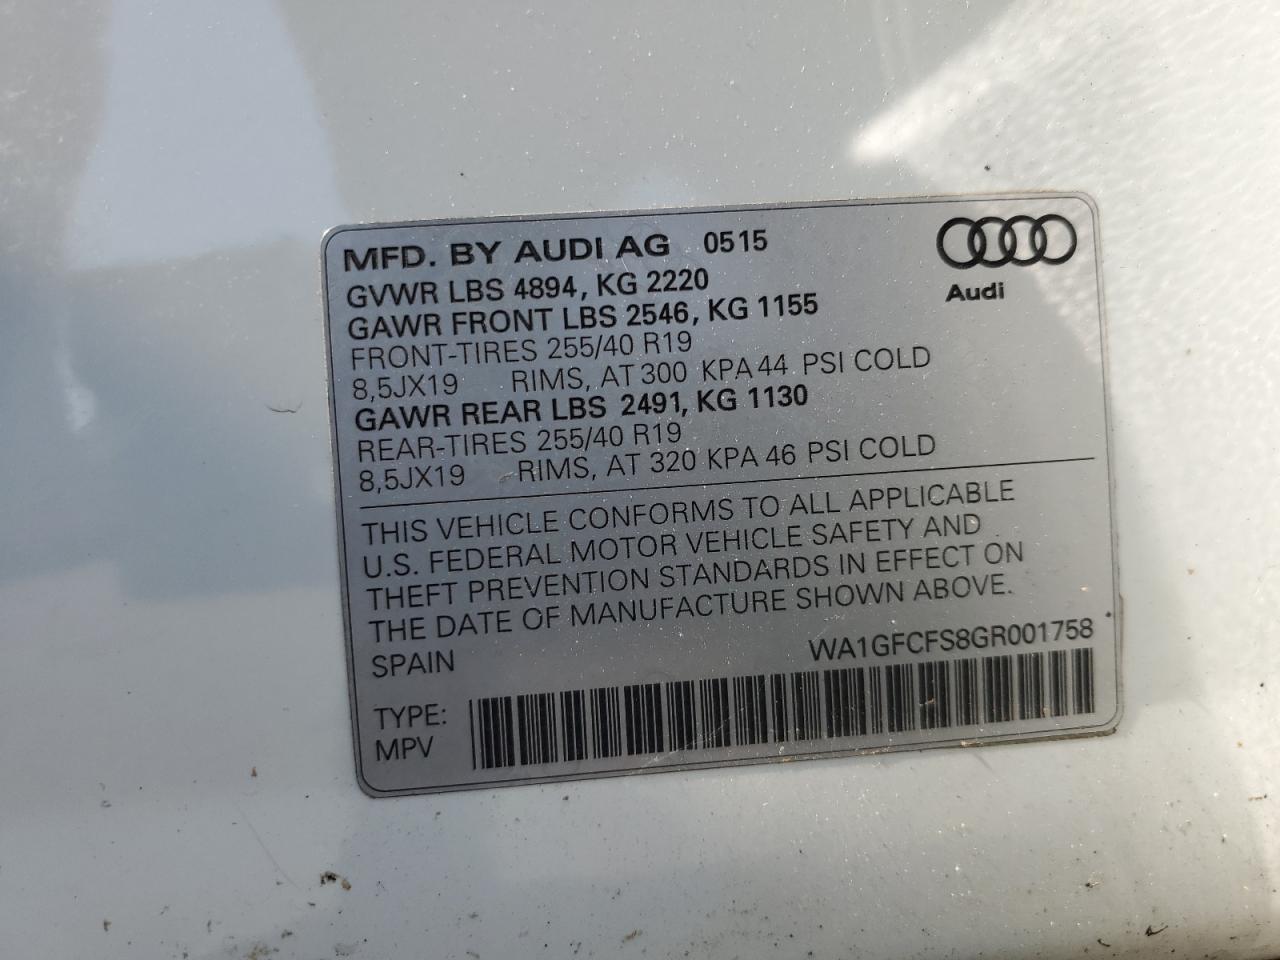 MFD. BY AUDI AG 0515
GVWR LBS 4894, KG 2220
GAWR FRONT LBS 2546, KG 1155
FRONT-TIRES 255/40 R19
8,5JX19 RIMS, AT 300 KPA 44 PSI COLD
GAWR REAR LBS 2491, KG 1130
REAR-TIRES 255/40 R19
8,5JX19 RIMS, AT 320 KPA 46 PSI COLD
Audi
THIS VEHICLE CONFORMS TO ALL APPLICABLE
U.S. FEDERAL MOTOR VEHICLE SAFETY AND
THEFT PREVENTION STANDARDS IN EFFECT ON
THE DATE OF MANUFACTURE SHOWN ABOVE.
SPAIN WA1GFCFS8GR001758
TYPE:
MPV